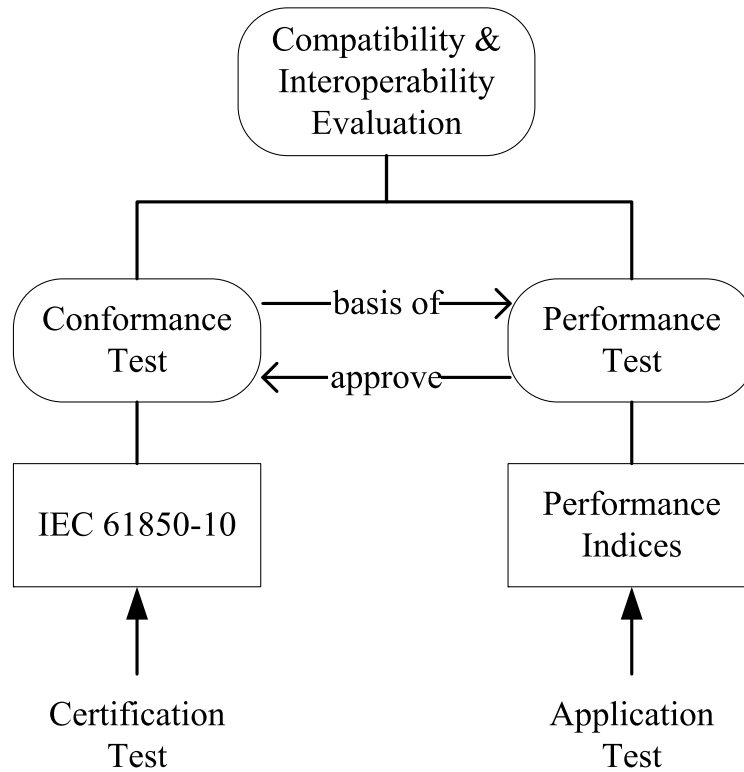 Compatibility &
Interoperability
Evaluation
Conformance
Test
basis of
approve
Performance
Test
IEC 61850-10
Performance
Indices
Certification
Test
Application
Test